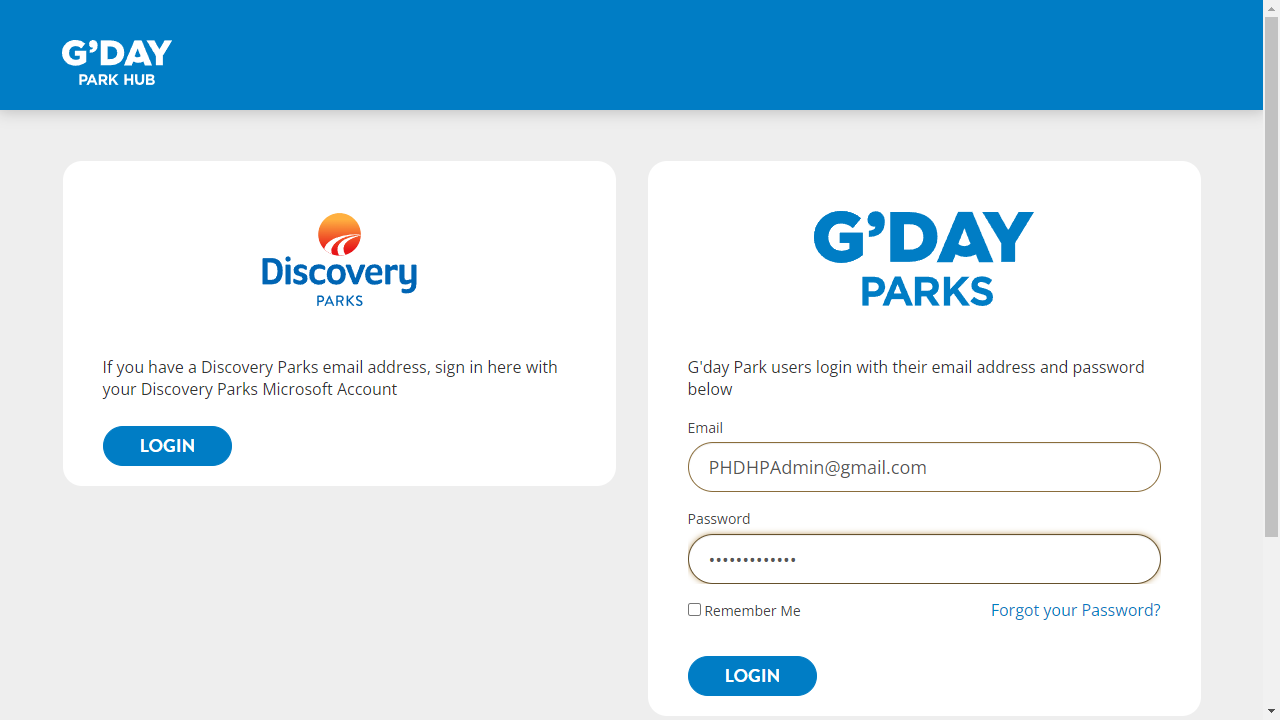 G'DAY
PARK HUB
Discovery
PARKS
If you have a Discovery Parks email address, sign in here with
your Discovery Parks Microsoft Account
LOGIN
G'DAY
PARKS
G'day Park users login with their email address and password
below
Email
PHDHPAdmin@gmail.com
Password
•••••••••••••
Remember Me
Forgot your Password?
LOGIN